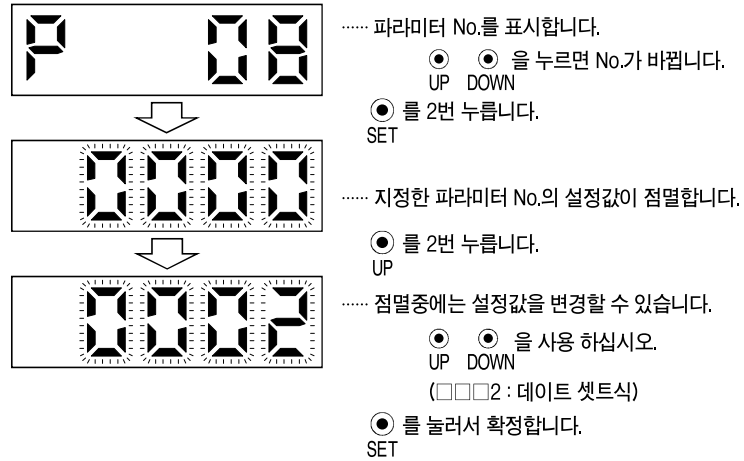 P 08
…… 파라미터 No.를 표시합니다.
◉ ◉ 을 누르면 No.가 바뀝니다.
UP DOWN
◉ 를 2번 누릅니다.
SET
0000
…… 지정한 파라미터 No.의 설정값이 점멸합니다.
◉ 를 2번 누릅니다.
UP
0002
…… 점멸중에는 설정값을 변경할 수 있습니다.
◉ ◉ 을 사용 하십시오.
UP DOWN
(□□□2 : 데이트 셋트식)
◉ 를 눌러서 확정합니다.
SET